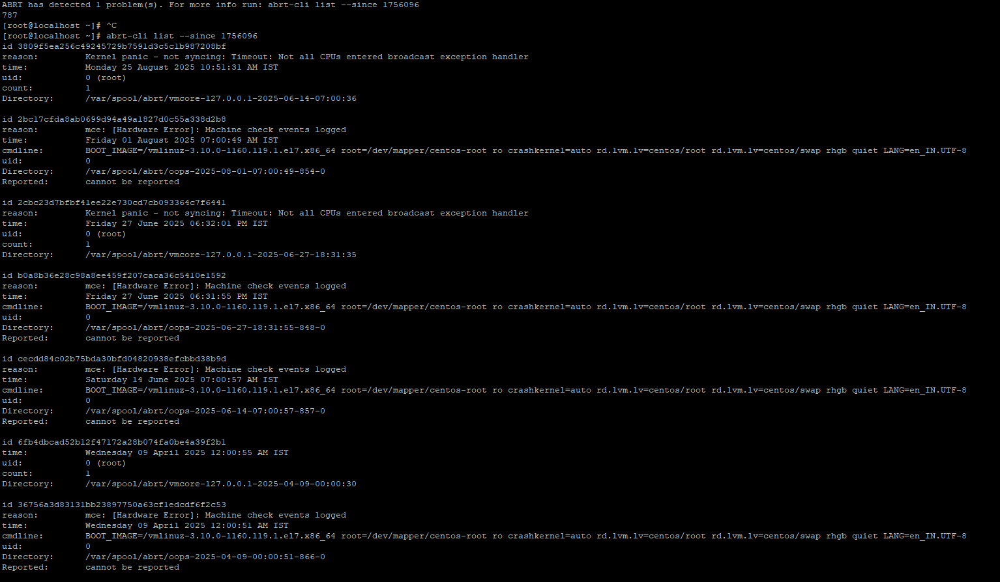 ABRT has detected 1 problem(s). For more info run: abrt-cli list --since 1756096
787
[root@localhost ~]# ^C
[root@localhost ~]# abrt-cli list --since 1756096
id 3809f5ea256c49245729b7591d3c5c1b987208bf
reason:         Kernel panic - not syncing: Timeout: Not all CPUs entered broadcast exception handler
time:           Monday 25 August 2025 10:51:31 AM IST
uid:            0 (root)
count:          1
Directory:      /var/spool/abrt/vmcore-127.0.0.1-2025-06-14-07:00:36

id 2bc17cfda8ab0699d94a49a1827d0c55a338d2b8
reason:         mce: [Hardware Error]: Machine check events logged
time:           Friday 01 August 2025 07:00:49 AM IST
cmdline:        BOOT_IMAGE=/vmlinuz-3.10.0-1160.119.1.el7.x86_64 root=/dev/mapper/centos-root ro crashkernel=auto rd.lvm.lv=centos/root rd.lvm.lv=centos/swap rhgb quiet LANG=en_IN.UTF-8
uid:            0
Directory:      /var/spool/abrt/oops-2025-08-01-07:00:49-854-0
Reported:       cannot be reported

id 2cbc23d7bfbf41ee22e730cd7cb093364c7f6441
reason:         Kernel panic - not syncing: Timeout: Not all CPUs entered broadcast exception handler
time:           Friday 27 June 2025 06:32:01 PM IST
uid:            0 (root)
count:          1
Directory:      /var/spool/abrt/vmcore-127.0.0.1-2025-06-27-18:31:35

id b0a8b36e28c98a8ee459f207caca36c5410e1592
reason:         mce: [Hardware Error]: Machine check events logged
time:           Friday 27 June 2025 06:31:55 PM IST
cmdline:        BOOT_IMAGE=/vmlinuz-3.10.0-1160.119.1.el7.x86_64 root=/dev/mapper/centos-root ro crashkernel=auto rd.lvm.lv=centos/root rd.lvm.lv=centos/swap rhgb quiet LANG=en_IN.UTF-8
uid:            0
Directory:      /var/spool/abrt/oops-2025-06-27-18:31:55-848-0
Reported:       cannot be reported

id cecdd84c02b75bda30bfd04820938efcbbd38b9d
reason:         mce: [Hardware Error]: Machine check events logged
time:           Saturday 14 June 2025 07:00:57 AM IST
cmdline:        BOOT_IMAGE=/vmlinuz-3.10.0-1160.119.1.el7.x86_64 root=/dev/mapper/centos-root ro crashkernel=auto rd.lvm.lv=centos/root rd.lvm.lv=centos/swap rhgb quiet LANG=en_IN.UTF-8
uid:            0
Directory:      /var/spool/abrt/oops-2025-06-14-07:00:57-857-0
Reported:       cannot be reported

id 6fb4dbcad52b12f47172a28b074fa0be4a39f2b1
time:           Wednesday 09 April 2025 12:00:55 AM IST
uid:            0 (root)
count:          1
Directory:      /var/spool/abrt/vmcore-127.0.0.1-2025-04-09-00:00:30

id 36756a3d83131bb23897750a63cf1edcdf6f2c53
reason:         mce: [Hardware Error]: Machine check events logged
time:           Wednesday 09 April 2025 12:00:51 AM IST
cmdline:        BOOT_IMAGE=/vmlinuz-3.10.0-1160.119.1.el7.x86_64 root=/dev/mapper/centos-root ro crashkernel=auto rd.lvm.lv=centos/root rd.lvm.lv=centos/swap rhgb quiet LANG=en_IN.UTF-8
uid:            0
Directory:      /var/spool/abrt/oops-2025-04-09-00:00:51-866-0
Reported:       cannot be reported